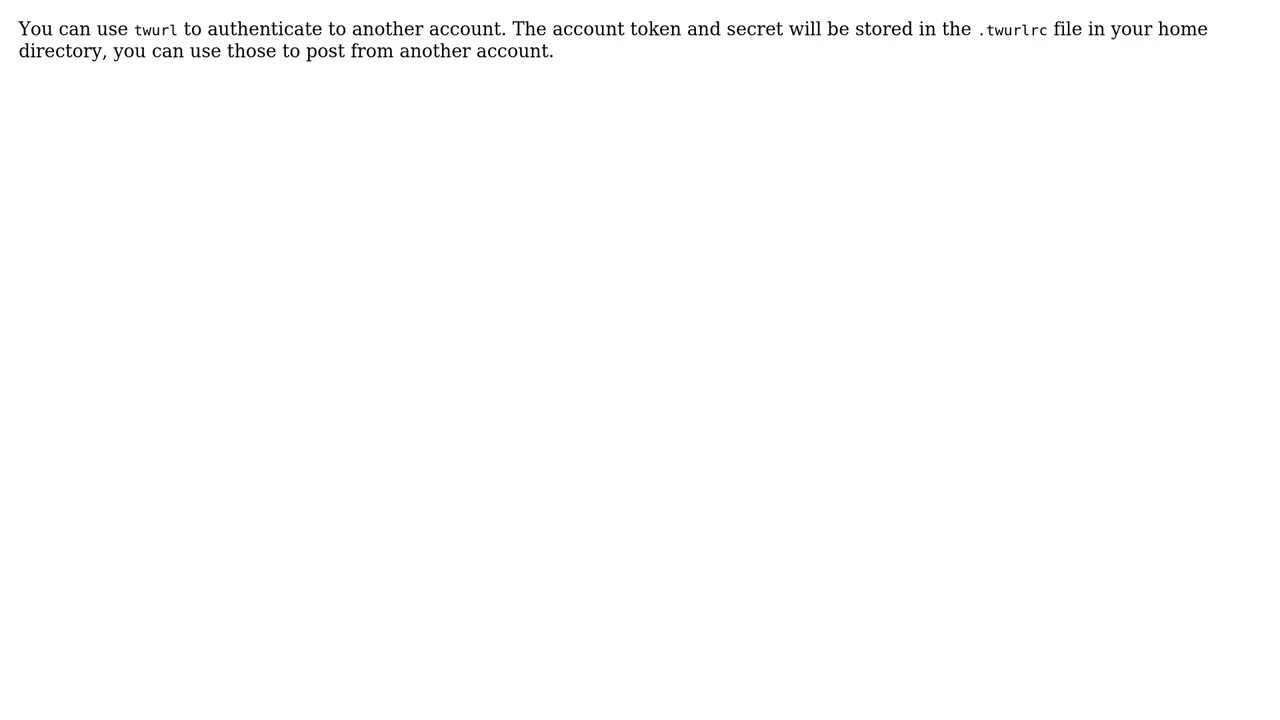 You can use twurl to authenticate to another account. The account token and secret will be stored in the .twurlrc file in your home
directory, you can use those to post from another account.